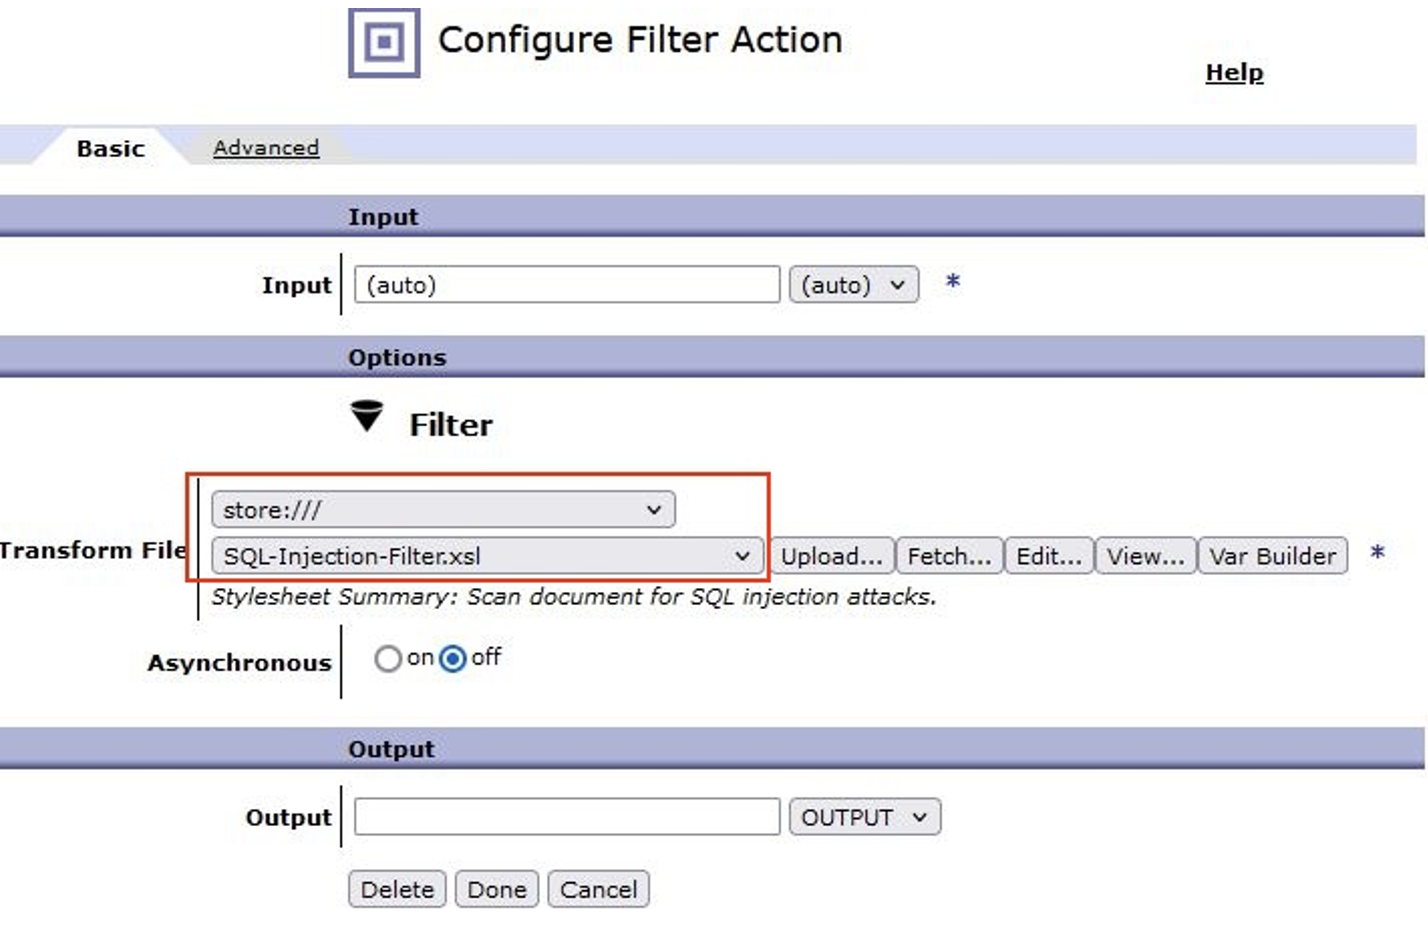 Configure Filter Action
Help
Basic Advanced
Input
Input (auto) (auto) *
Options
Filter
store:///
Transform File SQL-Injection-Filter.xsl Upload... Fetch... Edit... View... Var Builder *
Stylesheet Summary: Scan document for SQL injection attacks.
Asynchronous on off
Output
Output OUTPUT
Delete Done Cancel